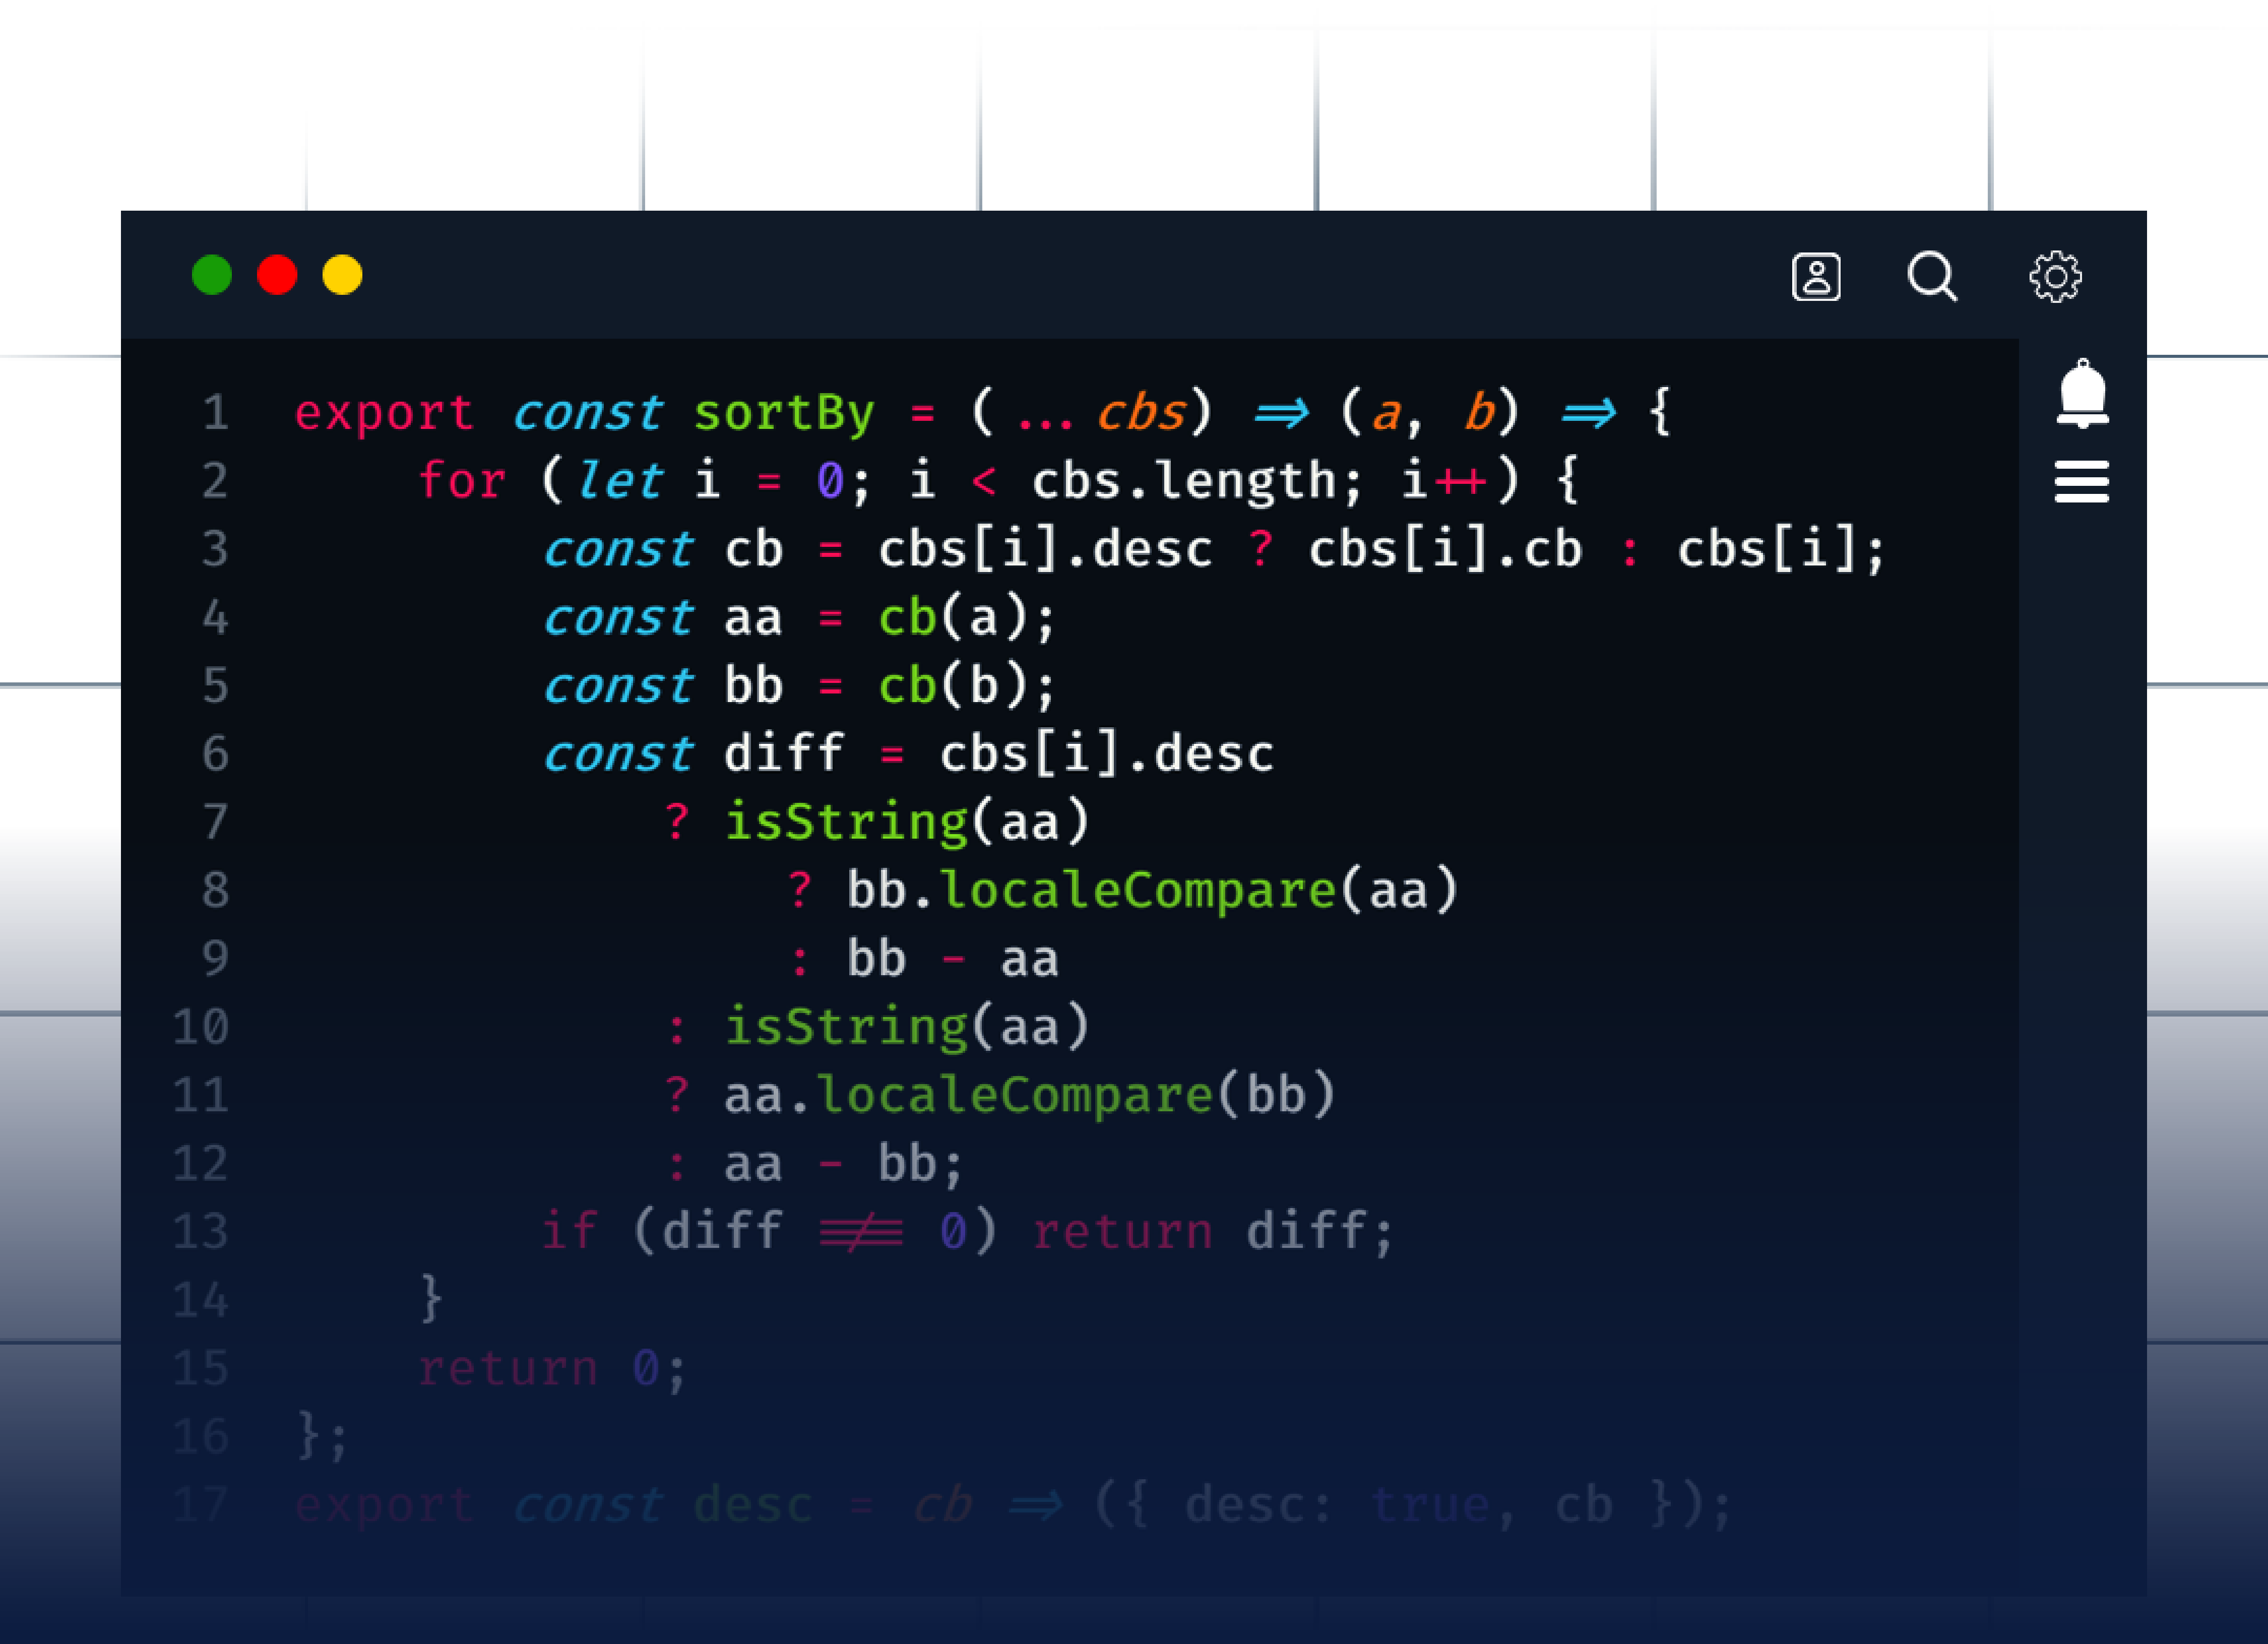 1 export const sortBy = (...cbs) => (a, b) => {
2 for (let i = 0; i < cbs.length; i++) {
3 const cb = cbs[i].desc ? cbs[i].cb : cbs[i];
4 const aa = cb(a);
5 const bb = cb(b);
6 const diff = cbs[i].desc
7 ? isString(aa)
8 ? bb.localeCompare(aa)
9 : bb - aa
10 : isString(aa)
11 ? aa.localeCompare(bb)
12 : aa - bb;
13 if (diff !== 0) return diff;
14 }
15 return 0;
16 };
17 export const desc = cb => ({ desc: true, cb });